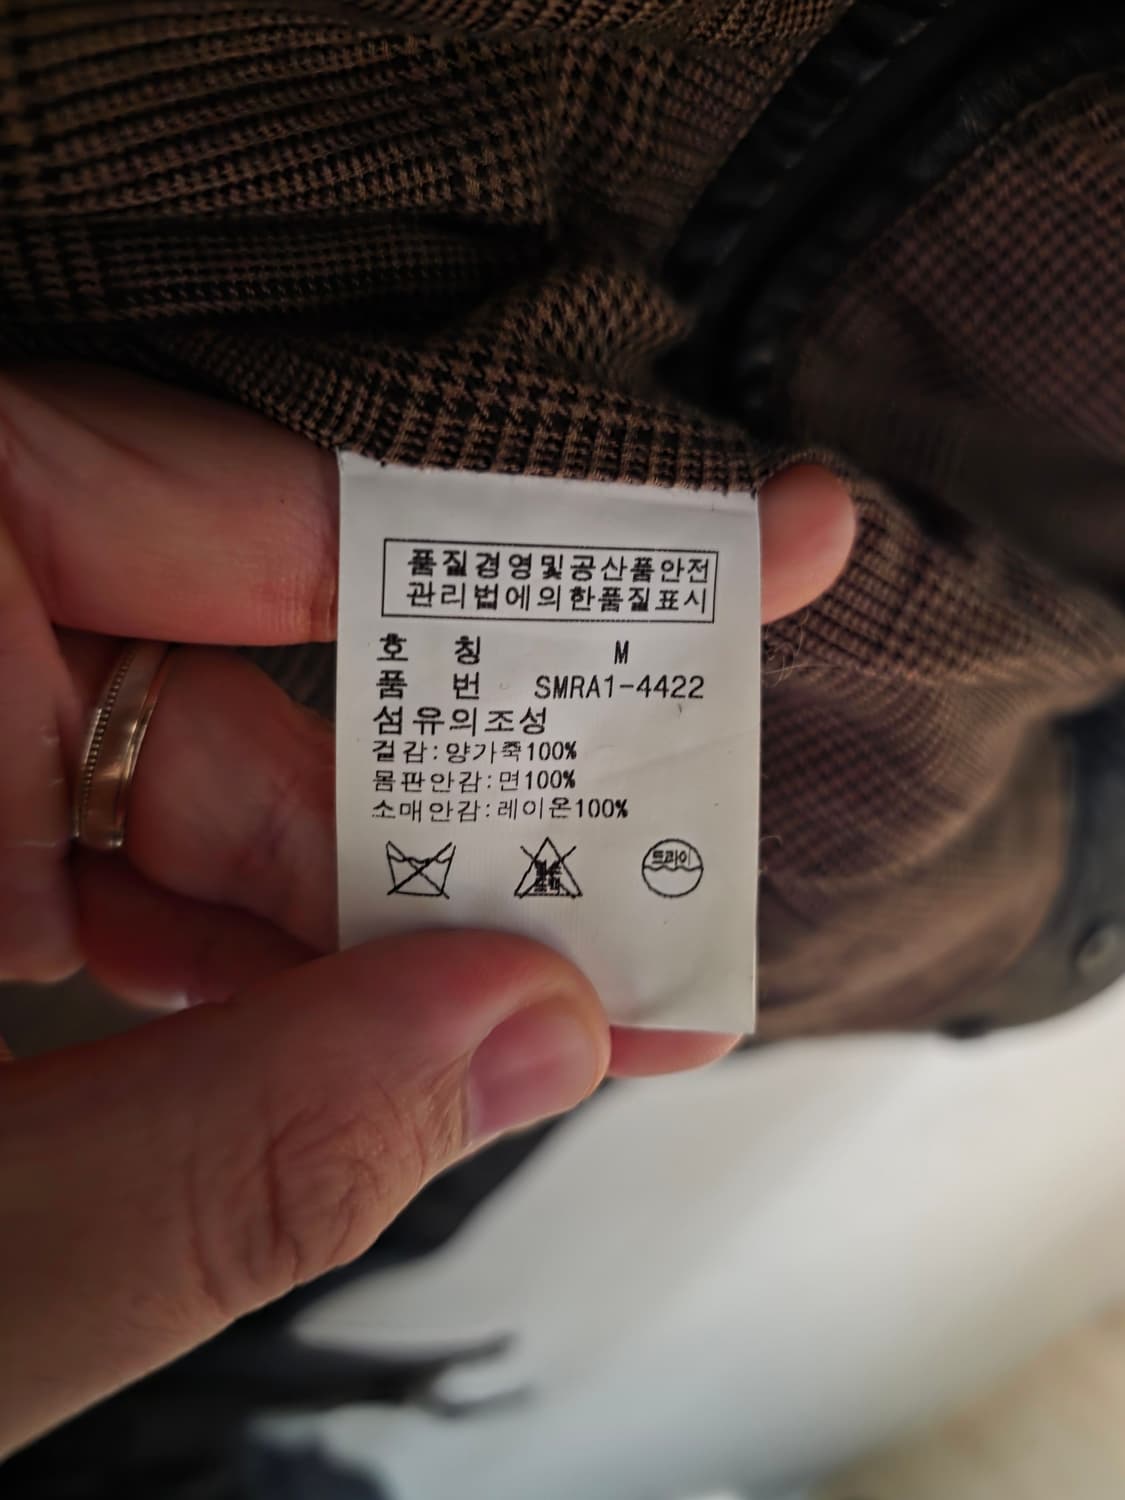 품질경영및공산품안전
관리법에의한품질표시
호 칭 M
품 번 SMRA1-4422
섬유의조성
겉감:양가죽100%
몸판안감:면100%
소매안감:레이온100%
드라이